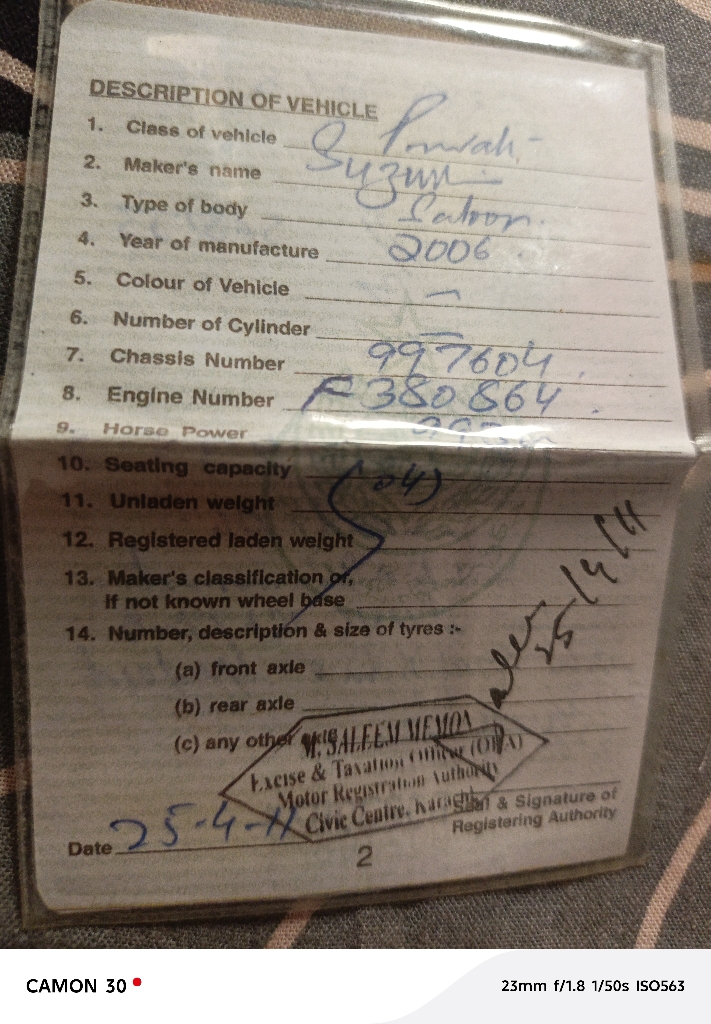 DESCRIPTION OF VEHICLE
1. Class of vehicle
2. Maker's name Suzuki
3. Type of body Saloon.
4. Year of manufacture 2006.
5. Colour of Vehicle —
6. Number of Cylinder —
7. Chassis Number 997604.
8. Engine Number F380864.
9. Horse Power
10. Seating capacity (04)
11. Unladen weight
12. Registered laden weight
13. Maker's classification or,
if not known wheel base
14. Number, description & size of tyres :-
(a) front axle
(b) rear axle
(c) any other axle
25/4/11
M. SALEEM MEMON
Excise & Taxation Officer
Motor Registration Authority
Civic Centre, Karachi
& Signature of
Registering Authority
Date 25-4-11
2
CAMON 30
23mm f/1.8 1/50s ISO563